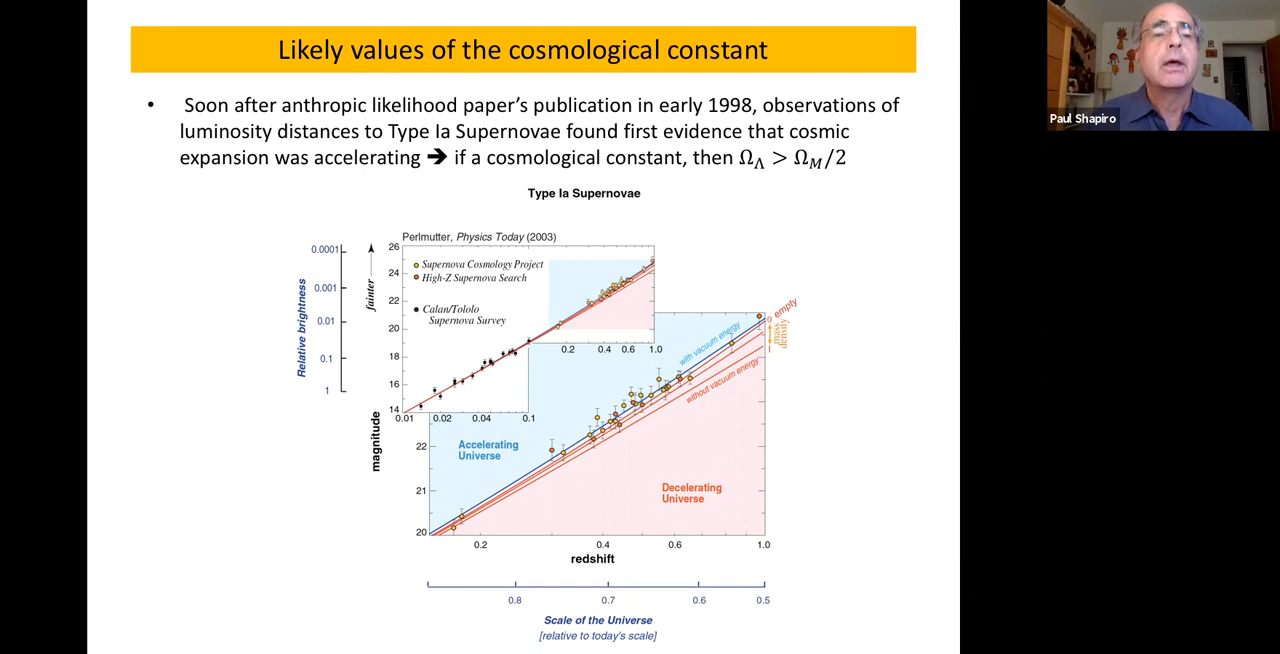 Likely values of the cosmological constant
• Soon after anthropic likelihood paper's publication in early 1998, observations of
luminosity distances to Type Ia Supernovae found first evidence that cosmic
expansion was accelerating ➔ if a cosmological constant, then Ω_Λ > Ω_M/2
Paul Shapiro
Type Ia Supernovae
Perlmutter, Physics Today (2003)
Relative brightness
0.0001
0.001
0.01
0.1
1
fainter
magnitude
26
24
22
20
18
16
14
Supernova Cosmology Project
High-Z Supernova Search
Calan/Tololo
Supernova Survey
0.2 0.4 0.6 1.0
0.01 0.02 0.04 0.1
empty
0
mass
density
1
with vacuum energy
without vacuum energy
Accelerating
Universe
Decelerating
Universe
22
21
20
0.2 0.4 0.6 1.0
redshift
0.8 0.7 0.6 0.5
Scale of the Universe
[relative to today's scale]